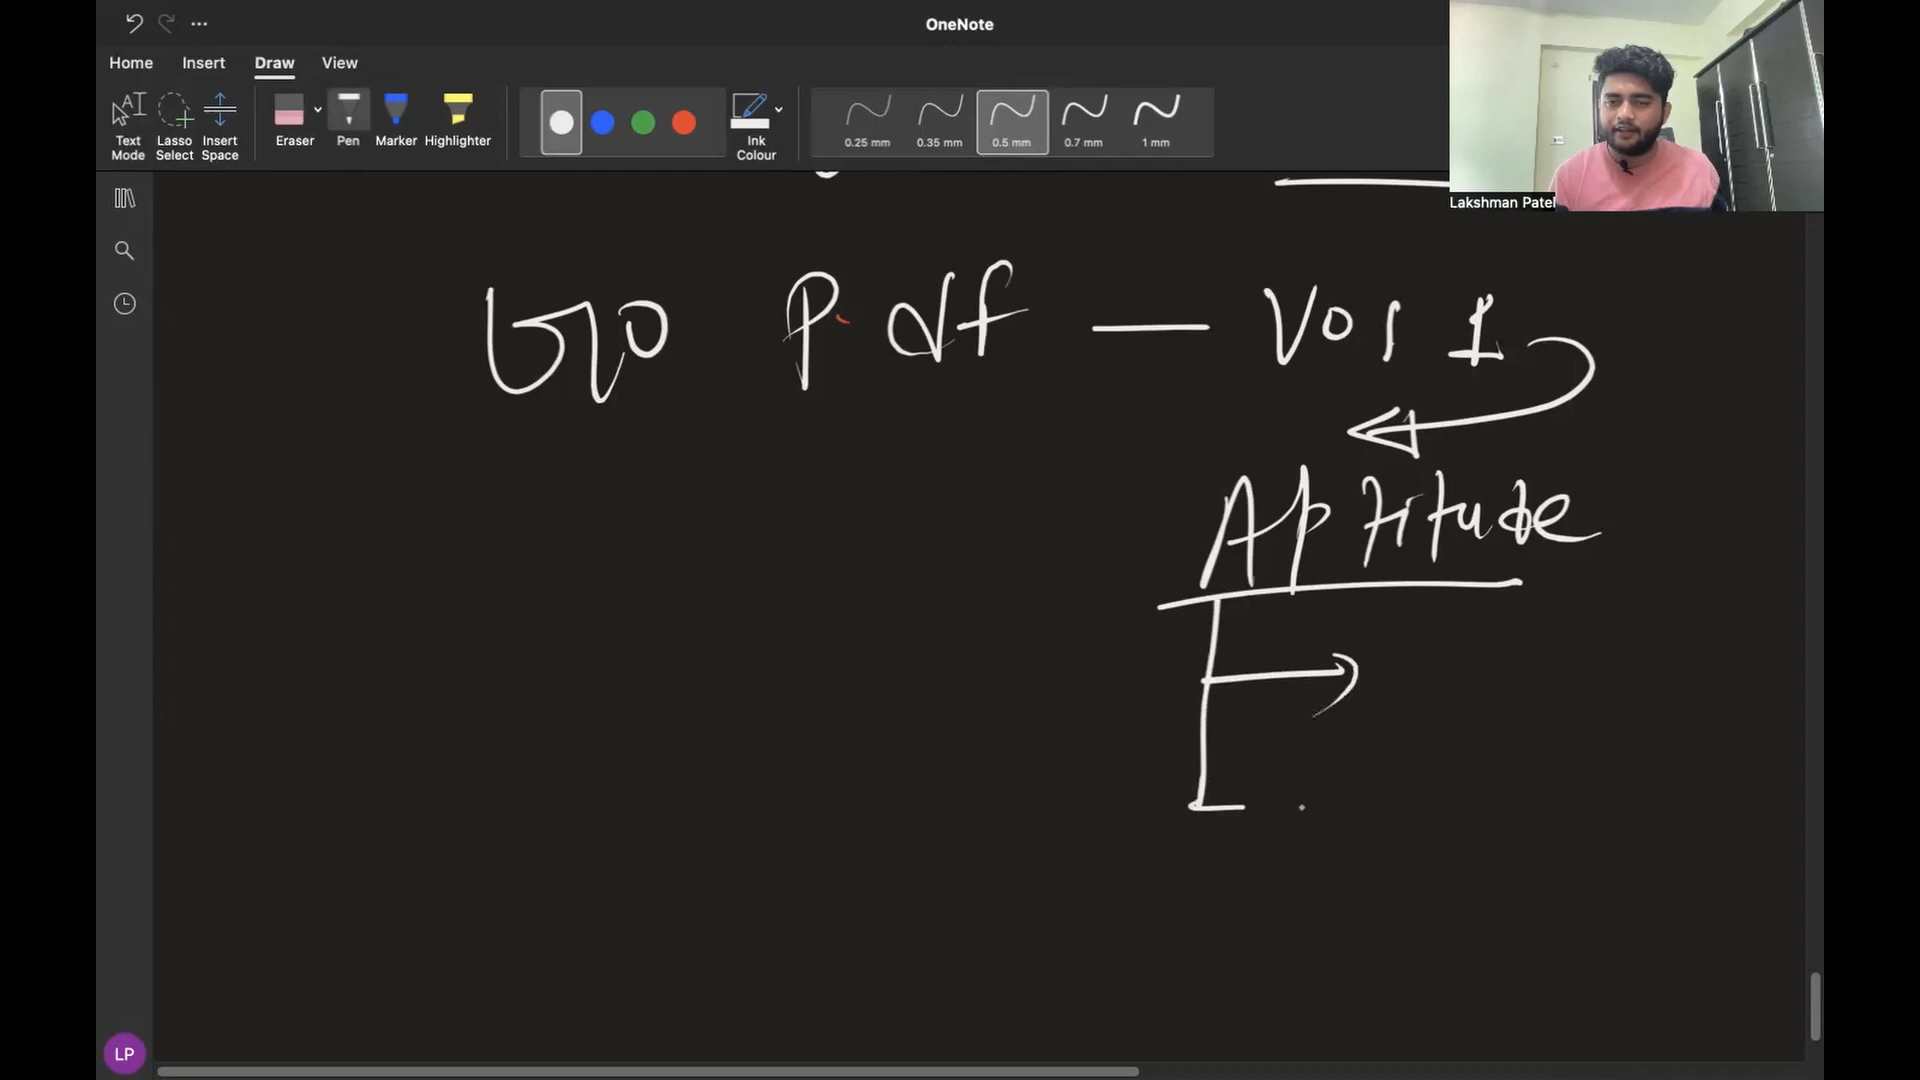 OneNote
Home Insert Draw View
Text Mode
Lasso Select
Insert Space
Eraser
Pen
Marker
Highlighter
Ink Colour
0.25 mm
0.35 mm
0.5 mm
0.7 mm
1 mm
Lakshman Patel
Go Pdf — Vol 1
Aptitude
LP